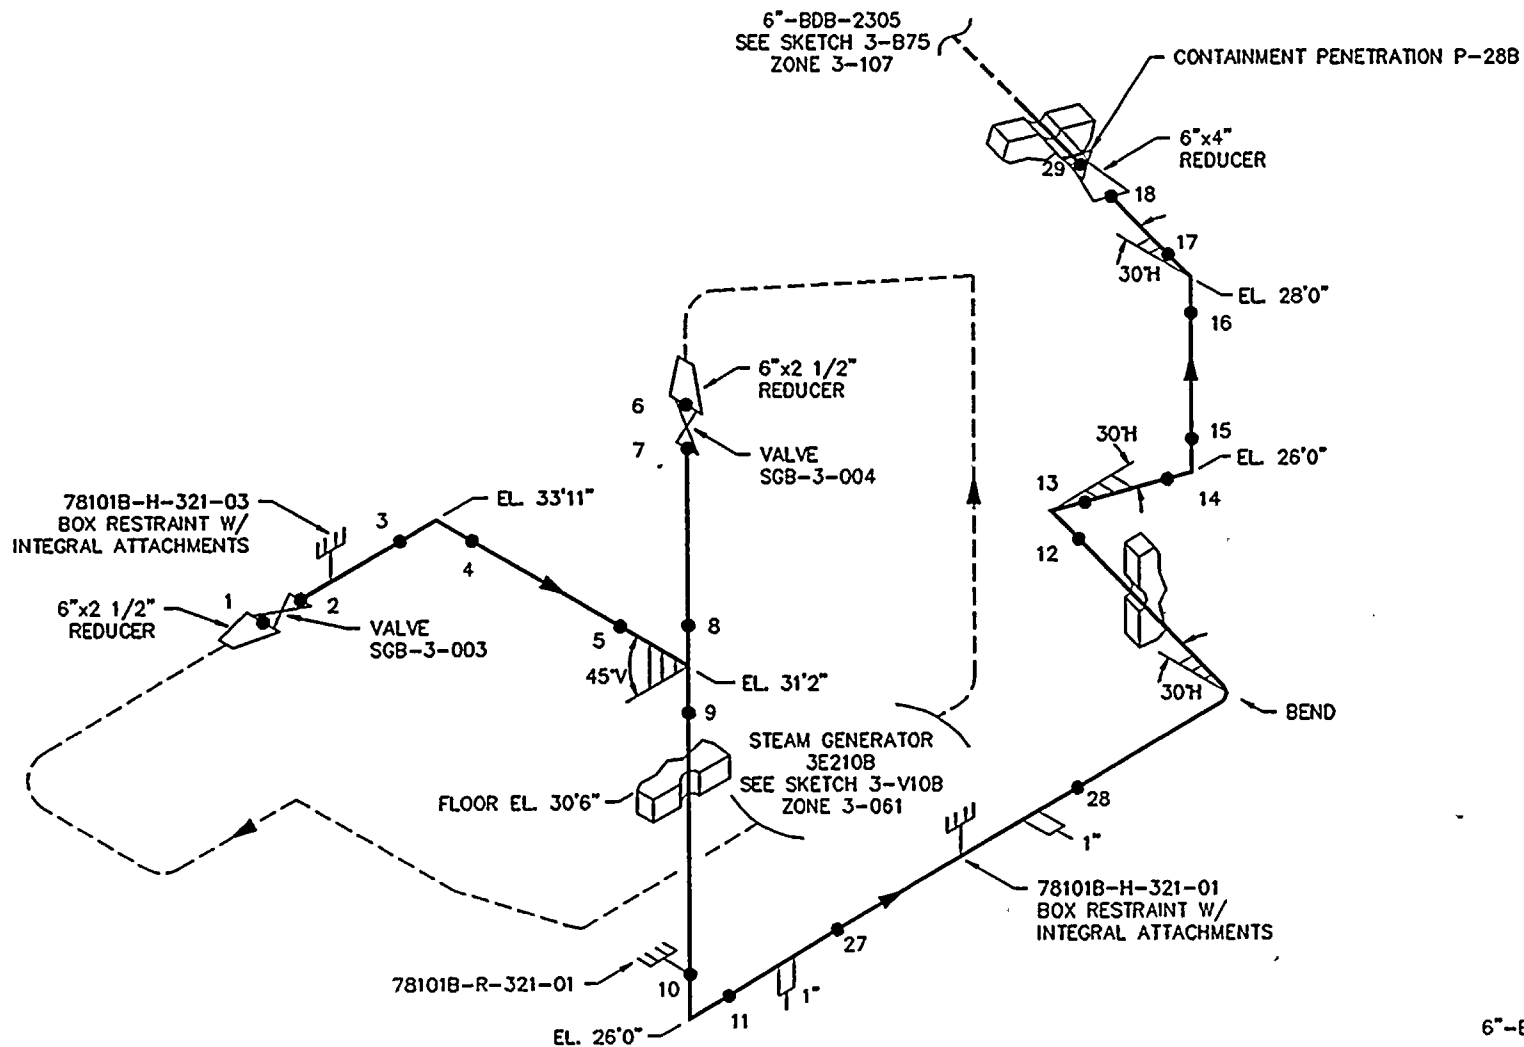 6"-BDB-2305
SEE SKETCH 3-B75
ZONE 3-107
CONTAINMENT PENETRATION P-28B
6"x4"
REDUCER
29
18
17
30°H
EL. 28'0"
16
6"x2 1/2"
REDUCER
6
7
VALVE
SGB-3-004
15
30°H
EL. 26'0"
13
14
12
78101B-H-321-03
BOX RESTRAINT W/
INTEGRAL ATTACHMENTS
3
EL. 33'11"
4
1
2
6"x2 1/2"
REDUCER
VALVE
SGB-3-003
5
8
45°V
EL. 31'2"
30°H
BEND
9
STEAM GENERATOR
3E210B
SEE SKETCH 3-V10B
ZONE 3-061
FLOOR EL. 30'6"
28
1"
78101B-H-321-01
BOX RESTRAINT W/
INTEGRAL ATTACHMENTS
27
78101B-R-321-01
10
11
1"
EL. 26'0"